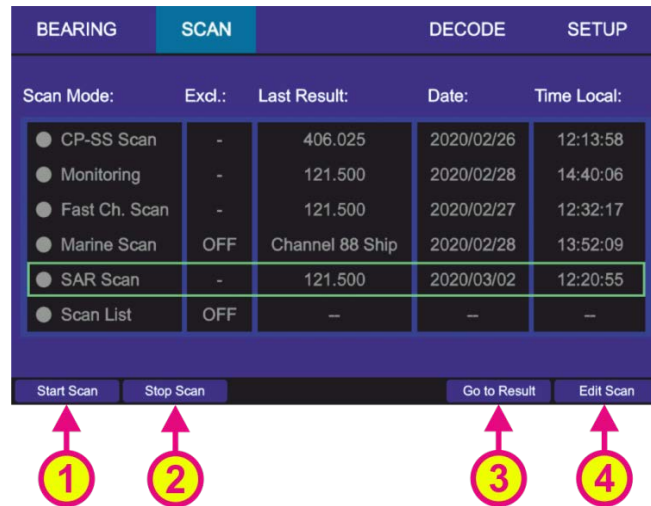 BEARING SCAN DECODE SETUP
Scan Mode: Excl.: Last Result: Date: Time Local:
CP-SS Scan - 406.025 2020/02/26 12:13:58
Monitoring - 121.500 2020/02/28 14:40:06
Fast Ch. Scan - 121.500 2020/02/27 12:32:17
Marine Scan OFF Channel 88 Ship 2020/02/28 13:52:09
SAR Scan - 121.500 2020/03/02 12:20:55
Scan List OFF -- -- --
Start Scan Stop Scan Go to Result Edit Scan
1 2 3 4